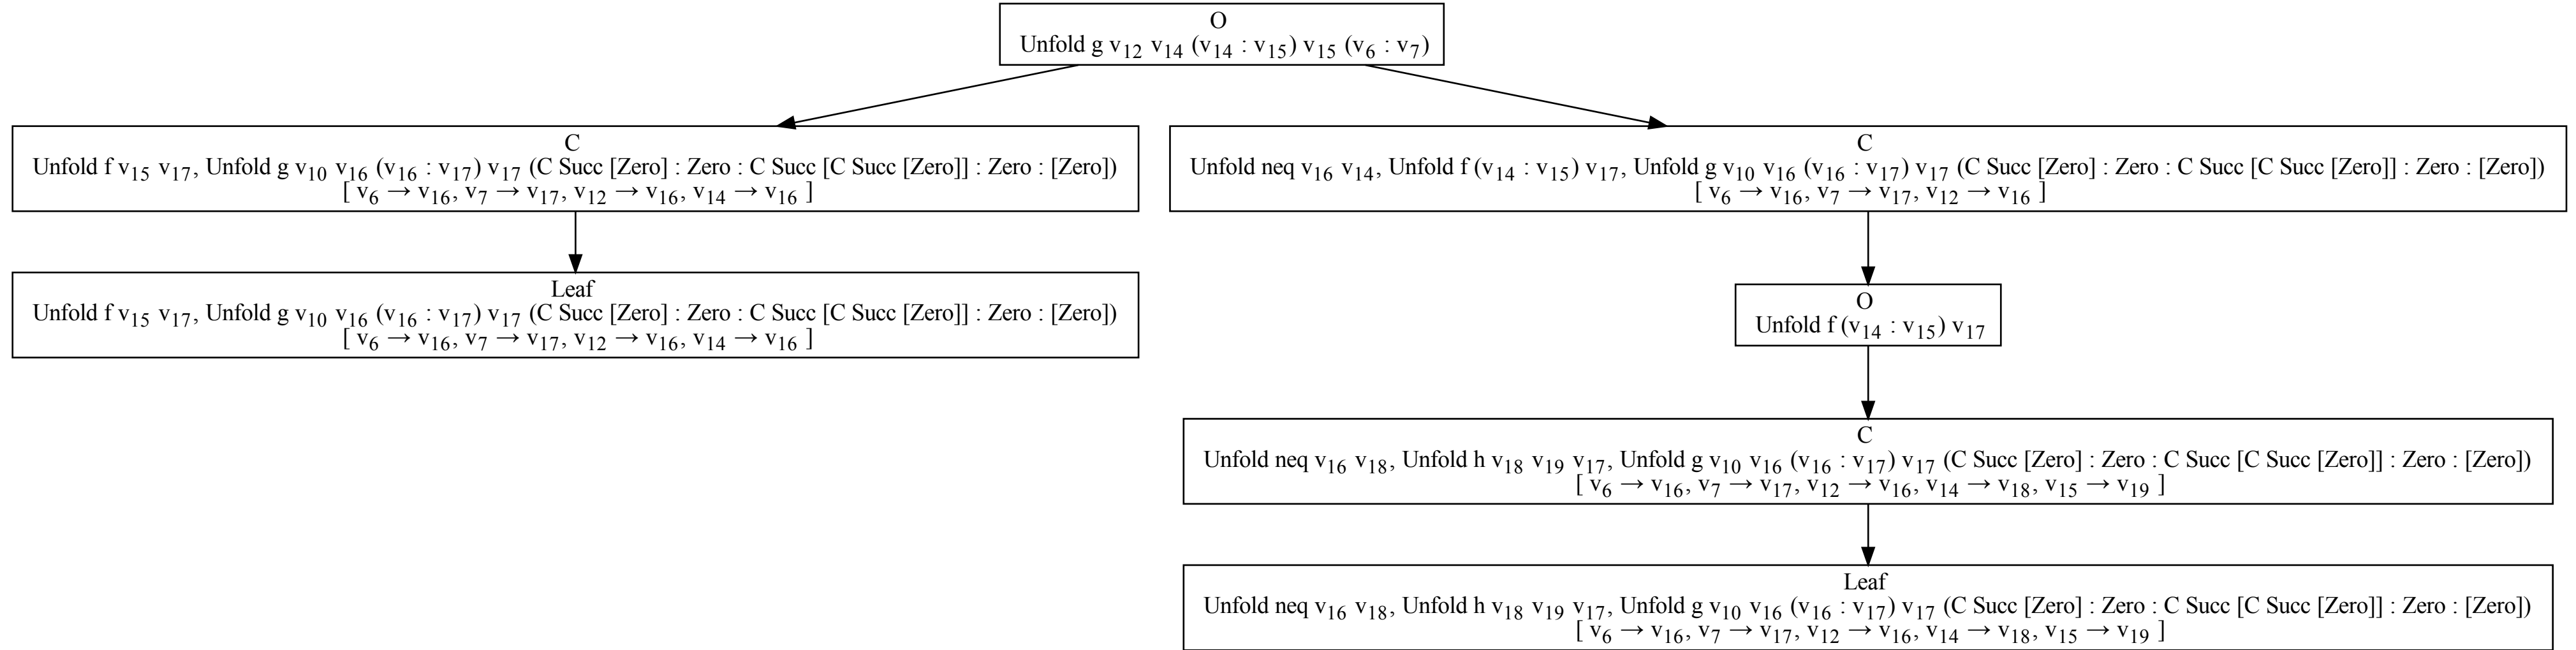 O
Unfold g v₁₂ v₁₄ (v₁₄ : v₁₅) v₁₅ (v₆ : v₇)
C
Unfold f v₁₅ v₁₇, Unfold g v₁₀ v₁₆ (v₁₆ : v₁₇) v₁₇ (C Succ [Zero] : Zero : C Succ [C Succ [Zero]] : Zero : [Zero])
[ v₆ → v₁₆, v₇ → v₁₇, v₁₂ → v₁₆, v₁₄ → v₁₆ ]
C
Unfold neq v₁₆ v₁₄, Unfold f (v₁₄ : v₁₅) v₁₇, Unfold g v₁₀ v₁₆ (v₁₆ : v₁₇) v₁₇ (C Succ [Zero] : Zero : C Succ [C Succ [Zero]] : Zero : [Zero])
[ v₆ → v₁₆, v₇ → v₁₇, v₁₂ → v₁₆ ]
Leaf
Unfold f v₁₅ v₁₇, Unfold g v₁₀ v₁₆ (v₁₆ : v₁₇) v₁₇ (C Succ [Zero] : Zero : C Succ [C Succ [Zero]] : Zero : [Zero])
[ v₆ → v₁₆, v₇ → v₁₇, v₁₂ → v₁₆, v₁₄ → v₁₆ ]
O
Unfold f (v₁₄ : v₁₅) v₁₇
C
Unfold neq v₁₆ v₁₈, Unfold h v₁₈ v₁₉ v₁₇, Unfold g v₁₀ v₁₆ (v₁₆ : v₁₇) v₁₇ (C Succ [Zero] : Zero : C Succ [C Succ [Zero]] : Zero : [Zero])
[ v₆ → v₁₆, v₇ → v₁₇, v₁₂ → v₁₆, v₁₄ → v₁₈, v₁₅ → v₁₉ ]
Leaf
Unfold neq v₁₆ v₁₈, Unfold h v₁₈ v₁₉ v₁₇, Unfold g v₁₀ v₁₆ (v₁₆ : v₁₇) v₁₇ (C Succ [Zero] : Zero : C Succ [C Succ [Zero]] : Zero : [Zero])
[ v₆ → v₁₆, v₇ → v₁₇, v₁₂ → v₁₆, v₁₄ → v₁₈, v₁₅ → v₁₉ ]